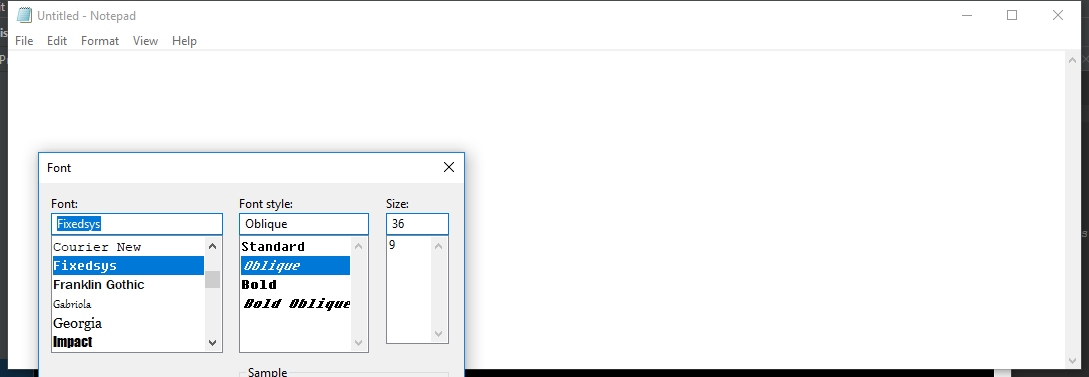 Untitled - Notepad
File Edit Format View Help
Font
Font: Font style: Size:
Fixedsys Oblique 36
Courier New Standard 9
Fixedsys Oblique
Franklin Gothic Bold
Gabriola Bold Oblique
Georgia
Impact
Sample